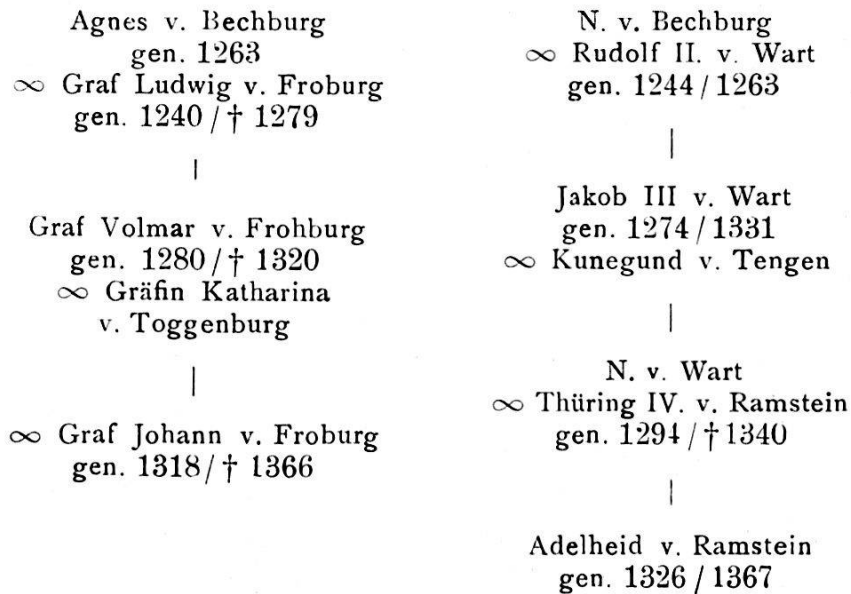 Agnes v. Bechburg
gen. 1263
∞ Graf Ludwig v. Froburg
gen. 1240 / † 1279
Graf Volmar v. Frohburg
gen. 1280 / † 1320
∞ Gräfin Katharina
v. Toggenburg
∞ Graf Johann v. Froburg
gen. 1318 / † 1366
N. v. Bechburg
∞ Rudolf II. v. Wart
gen. 1244 / 1263
Jakob III v. Wart
gen. 1274 / 1331
∞ Kunegund v. Tengen
N. v. Wart
∞ Thüring IV. v. Ramstein
gen. 1294 / † 1340
Adelheid v. Ramstein
gen. 1326 / 1367